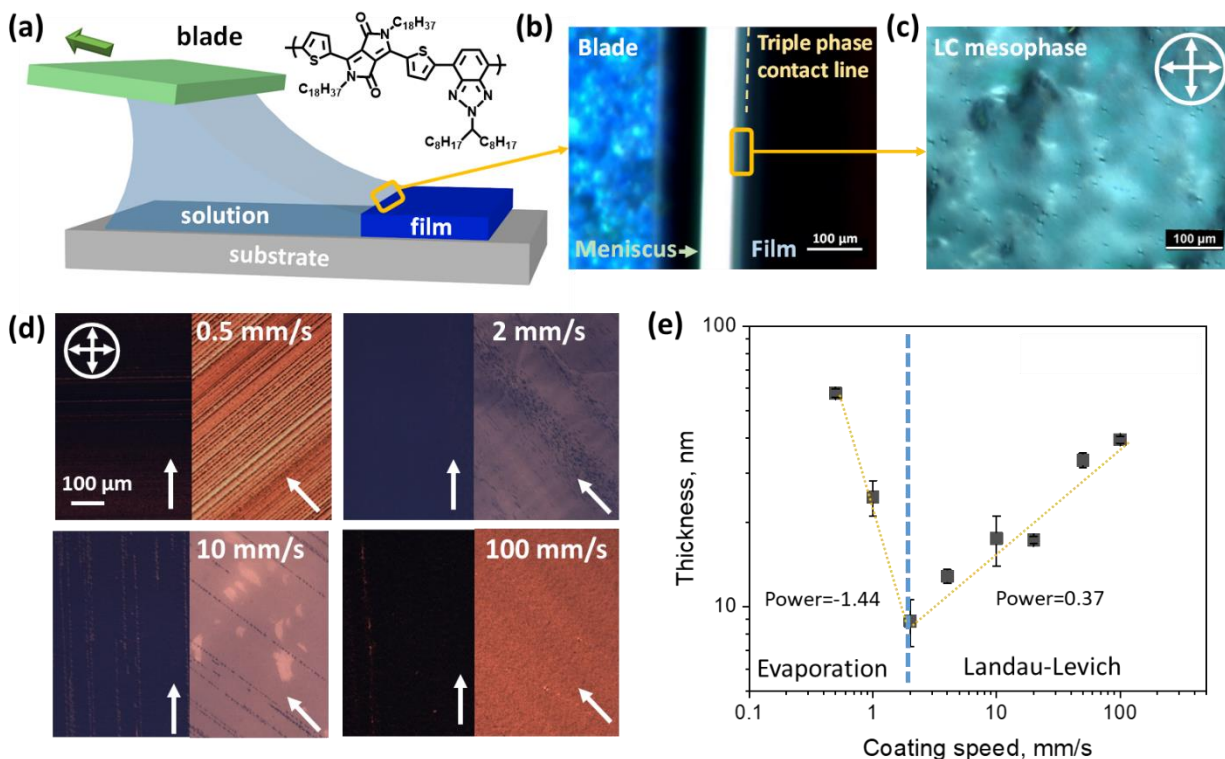 (a)
blade
C18H37
O
N
S
S
O
N
C18H37
N
N
N
C8H17
C8H17
solution
film
substrate
(b)
Blade
Triple phase
contact line
Meniscus
Film
100 µm
(c)
LC mesophase
100 µm
(d)
0.5 mm/s
100 µm
2 mm/s
10 mm/s
100 mm/s
(e)
Thickness, nm
100
10
Power=-1.44
Power=0.37
Evaporation
Landau-Levich
0.1
1
10
100
Coating speed, mm/s